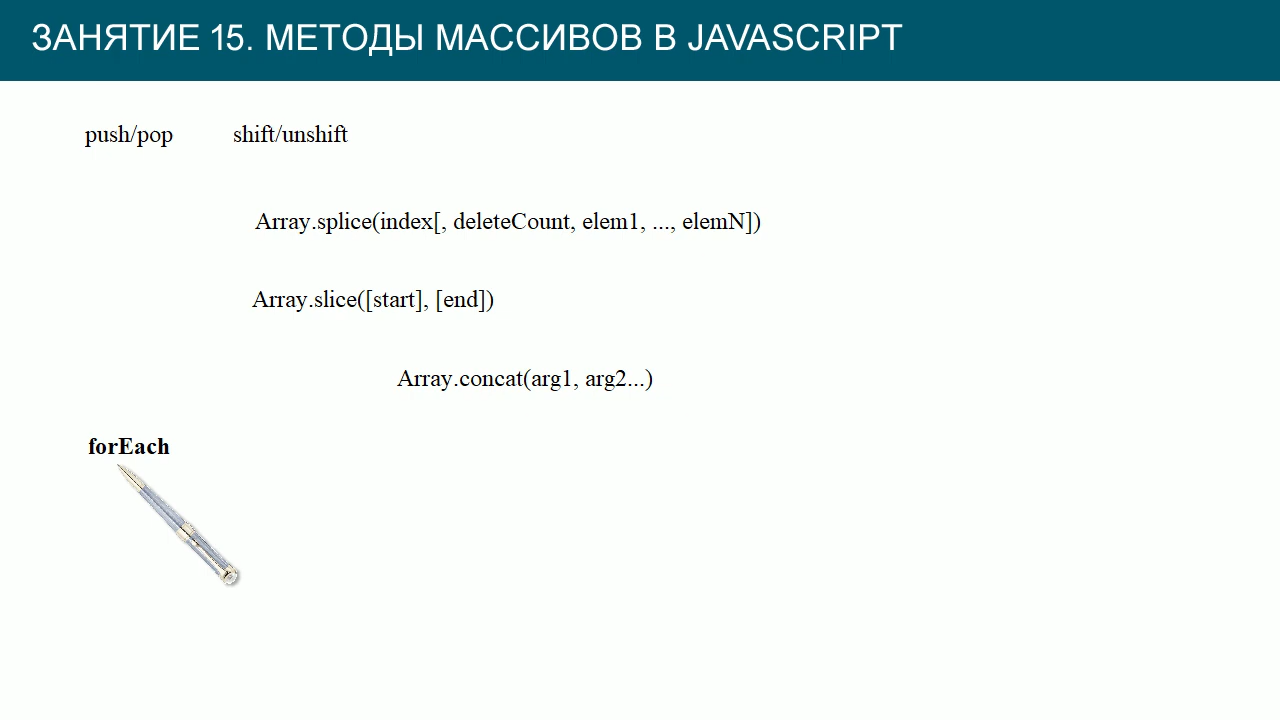 ЗАНЯТИЕ 15. МЕТОДЫ МАССИВОВ В JAVASCRIPT
push/pop shift/unshift
Array.splice(index[, deleteCount, elem1, ..., elemN])
Array.slice([start], [end])
Array.concat(arg1, arg2...)
forEach